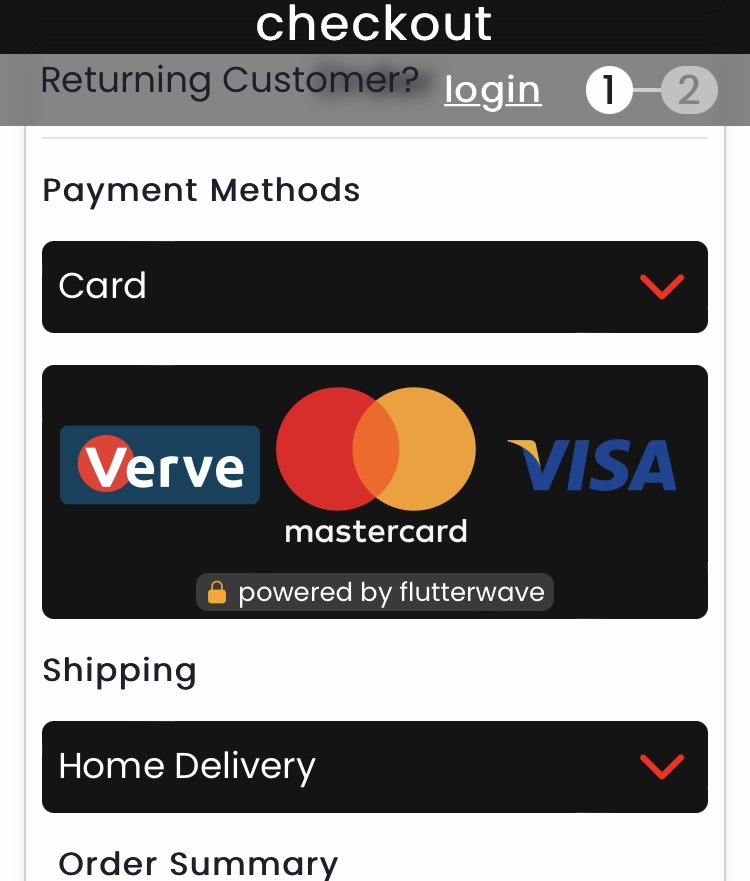 checkout
Returning Customer? login 1 2
Payment Methods
Card
Verve
mastercard
VISA
powered by flutterwave
Shipping
Home Delivery
Order Summary